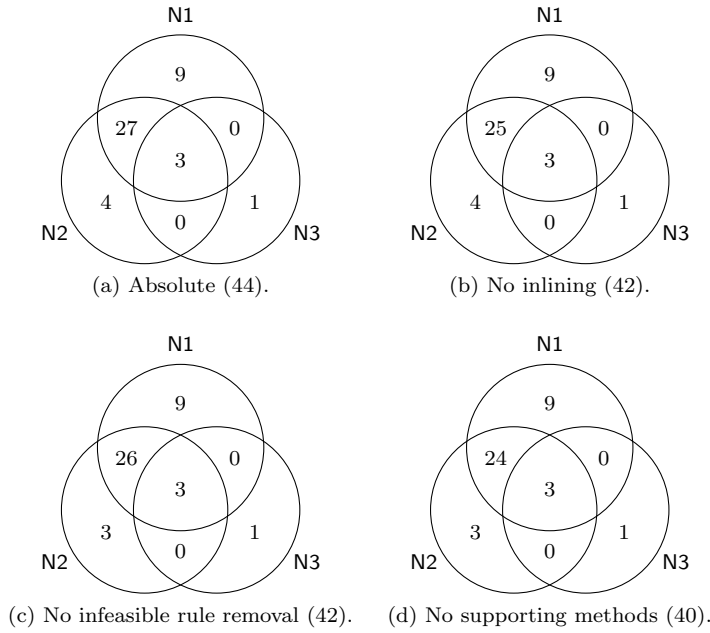 N1
9
27
0
3
4
1
0
N2
N3
(a) Absolute (44).
N1
9
25
0
3
4
1
0
N2
N3
(b) No inlining (42).
N1
9
26
0
3
3
1
0
N2
N3
(c) No infeasible rule removal (42).
N1
9
24
0
3
3
1
0
N2
N3
(d) No supporting methods (40).